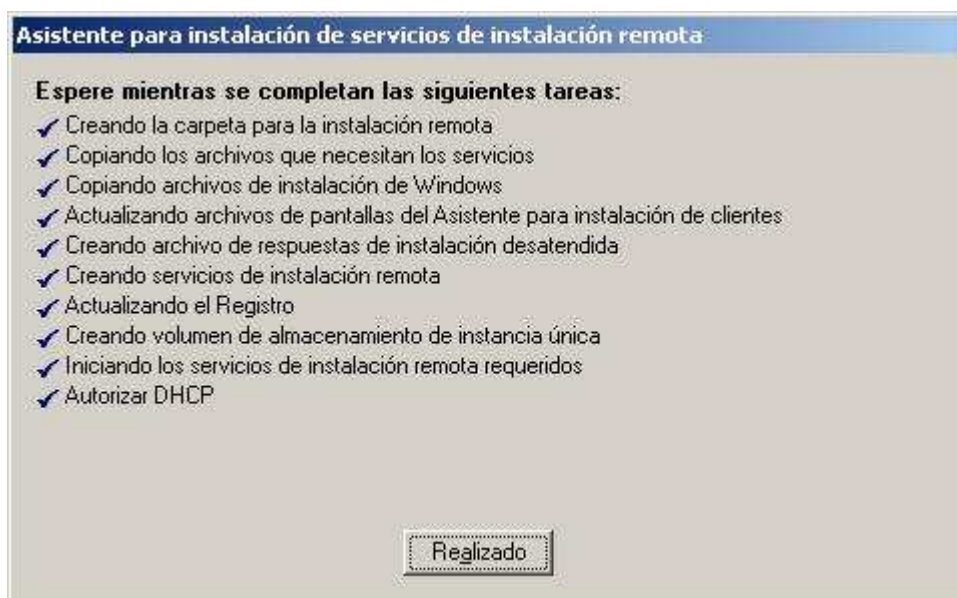 Asistente para instalación de servicios de instalación remota
Espere mientras se completan las siguientes tareas:
Creando la carpeta para la instalación remota
Copiando los archivos que necesitan los servicios
Copiando archivos de instalación de Windows
Actualizando archivos de pantallas del Asistente para instalación de clientes
Creando archivo de respuestas de instalación desatendida
Creando servicios de instalación remota
Actualizando el Registro
Creando volumen de almacenamiento de instancia única
Iniciando los servicios de instalación remota requeridos
Autorizar DHCP
Realizado